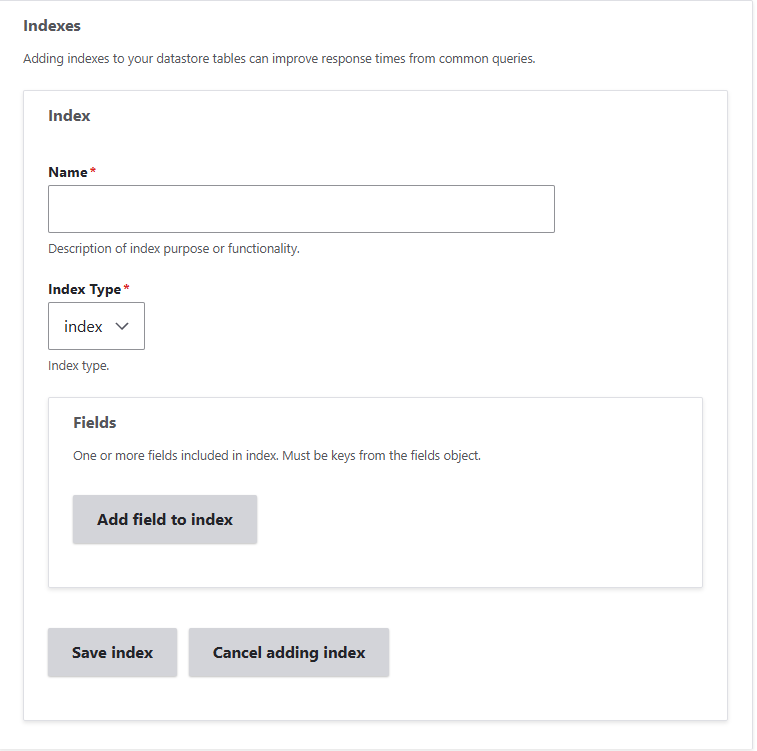 Indexes
Adding indexes to your datastore tables can improve response times from common queries.
Index
Name*
Description of index purpose or functionality.
Index Type*
index
Index type.
Fields
One or more fields included in index. Must be keys from the fields object.
Add field to index
Save index Cancel adding index